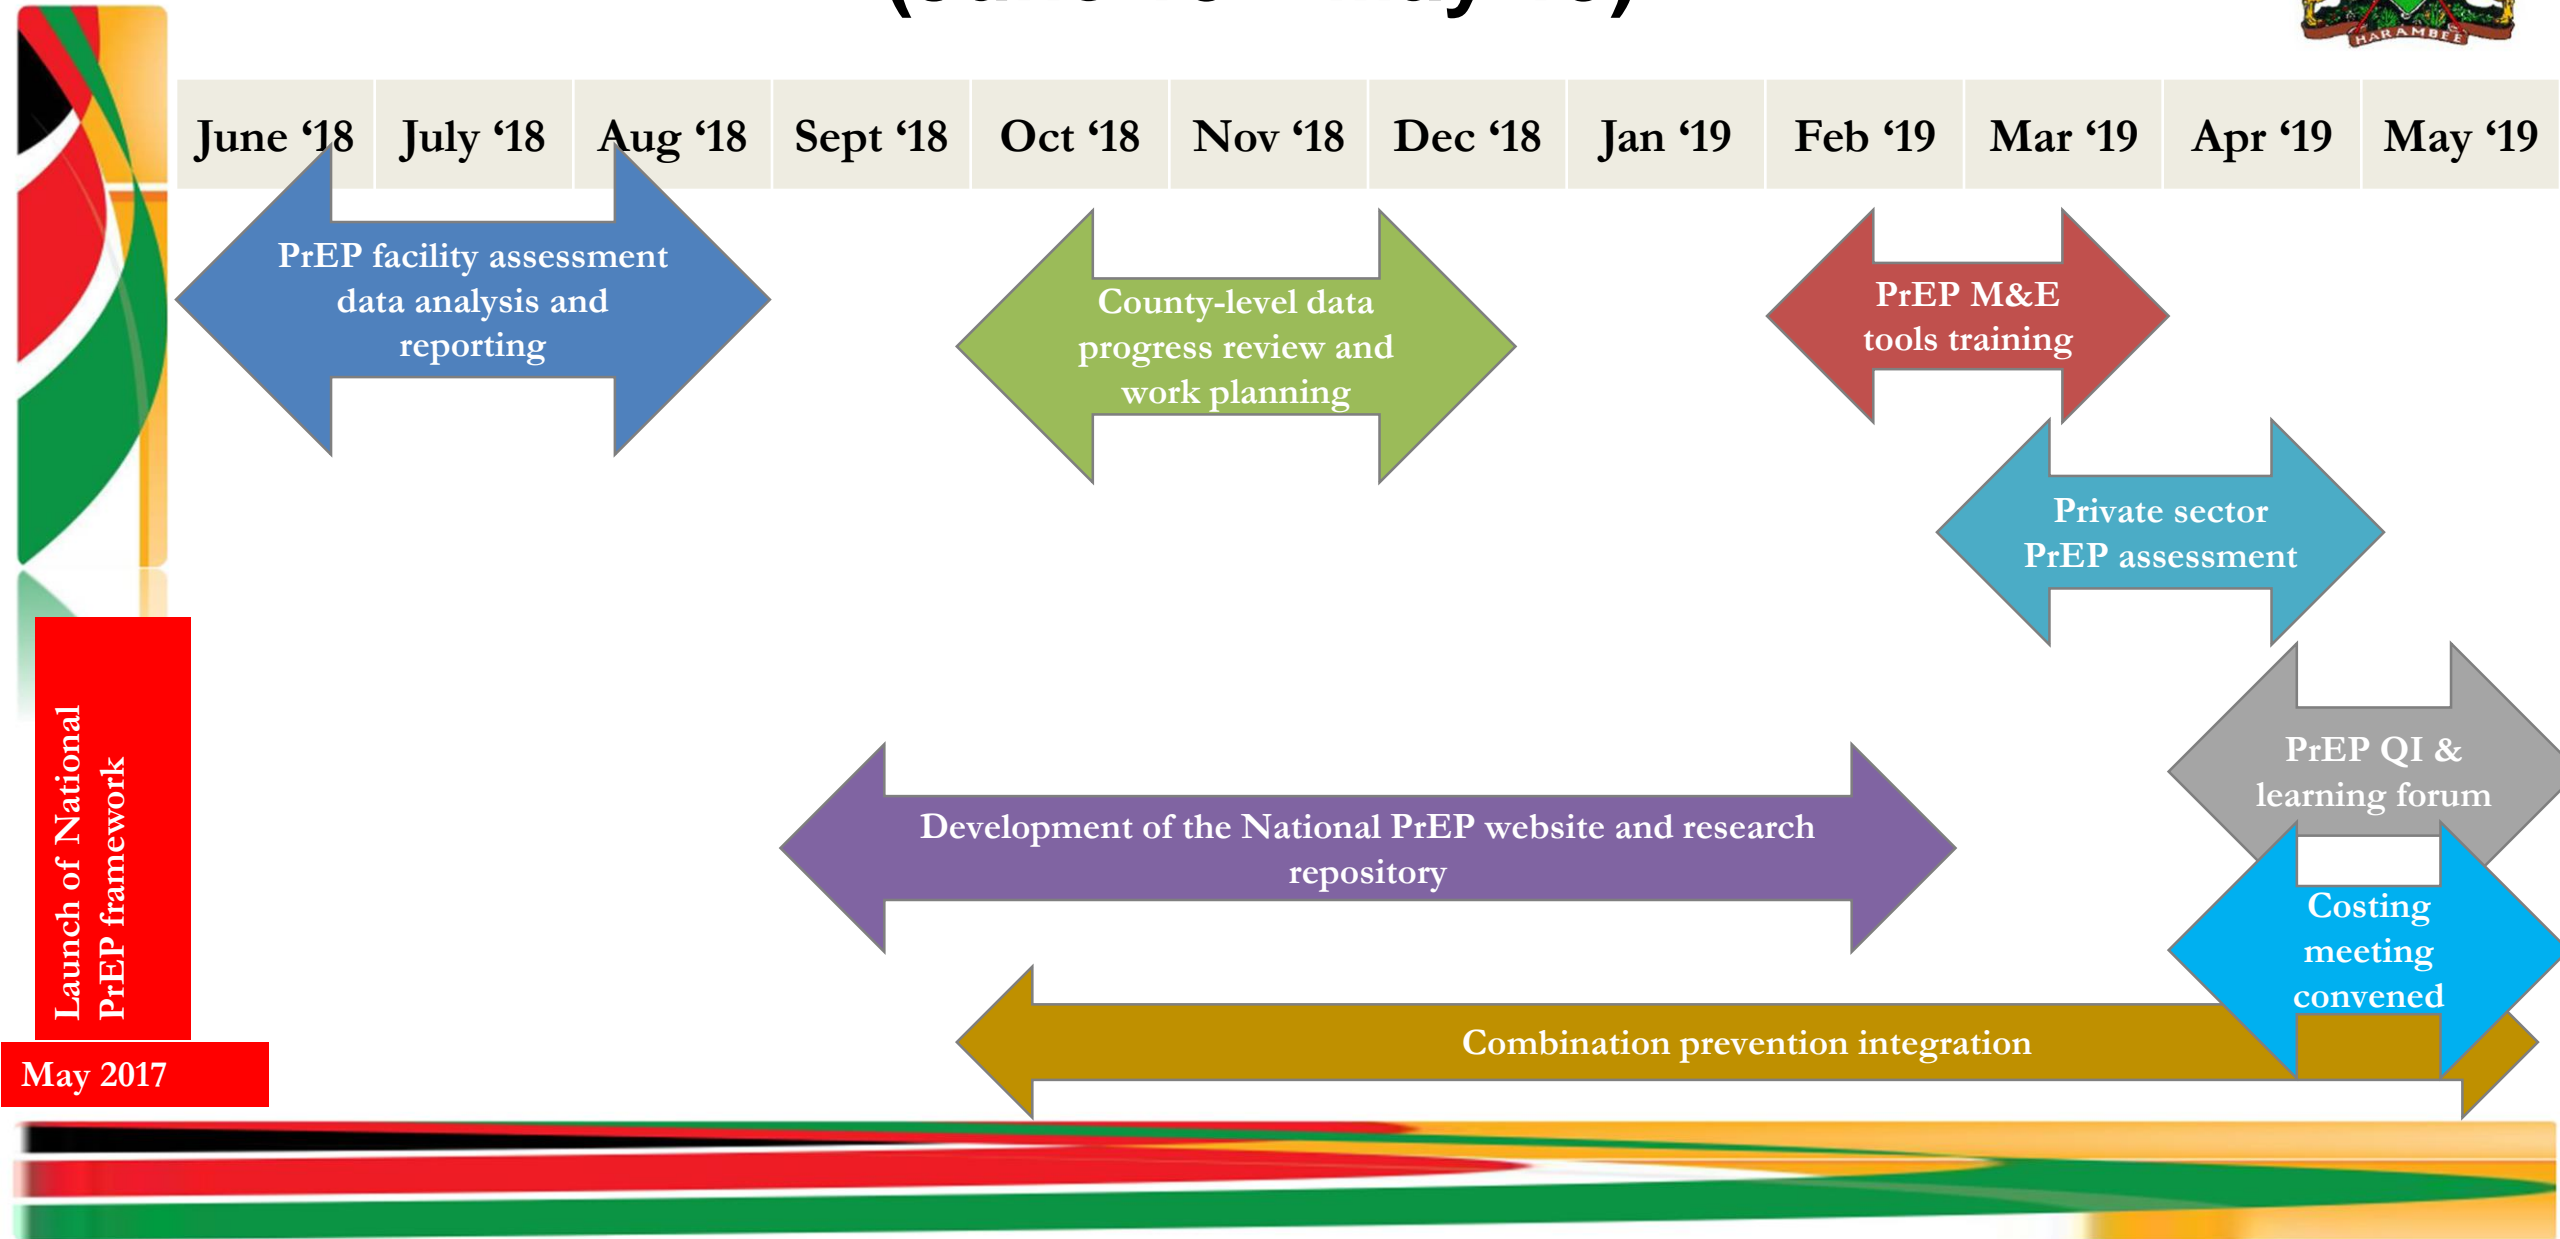 HARAMBEE
June ‘18 July ‘18 Aug ‘18 Sept ‘18 Oct ‘18 Nov ‘18 Dec ‘18 Jan ‘19 Feb ‘19 Mar ‘19 Apr ‘19 May ‘19
PrEP facility assessment
data analysis and
reporting
County-level data
progress review and
work planning
PrEP M&E
tools training
Private sector
PrEP assessment
PrEP QI &
learning forum
Development of the National PrEP website and research
repository
Costing
meeting
convened
Combination prevention integration
Launch of National
PrEP framework
May 2017